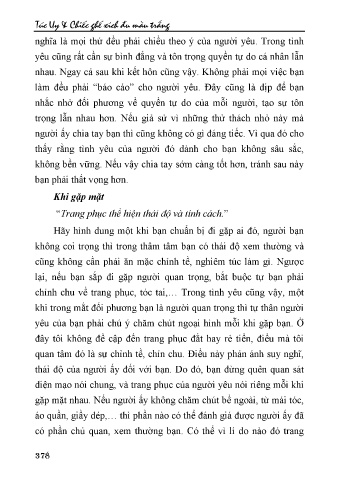 Túc Uy & Chiếc ghế xích đu màu trắng
nghĩa là mọi thứ đều phải chiều theo ý của người yêu. Trong tình
yêu cũng rất cần sự bình đẳng và tôn trọng quyền tự do cá nhân lẫn
nhau. Ngay cả sau khi kết hôn cũng vậy. Không phải mọi việc bạn
làm đều phải “báo cáo” cho người yêu. Đây cũng là dịp để bạn
nhắc nhở đối phương về quyền tự do của mỗi người, tạo sự tôn
trọng lẫn nhau hơn. Nếu giả sử vì những thử thách nhỏ này mà
người ấy chia tay bạn thì cũng không có gì đáng tiếc. Vì qua đó cho
thấy rằng tình yêu của người đó dành cho bạn không sâu sắc,
không bền vững. Nếu vậy chia tay sớm càng tốt hơn, tránh sau này
bạn phải thất vọng hơn.
Khi gặp mặt
“Trang phục thể hiện thái độ và tính cách.”
Hãy hình dung một khi bạn chuẩn bị đi gặp ai đó, người bạn
không coi trọng thì trong thâm tâm bạn có thái độ xem thường và
cũng không cần phải ăn mặc chỉnh tề, nghiêm túc làm gì. Ngược
lại, nếu bạn sắp đi gặp người quan trọng, bắt buộc tự bạn phải
chỉnh chu về trang phục, tóc tai,… Trong tình yêu cũng vậy, một
khi trong mắt đối phương bạn là người quan trọng thì tự thân người
yêu của bạn phải chú ý chăm chút ngoại hình mỗi khi gặp bạn. Ở
đây tôi không đề cập đến trang phục đắt hay rẻ tiền, điều mà tôi
quan tâm đó là sự chỉnh tề, chỉn chu. Điều này phản ánh suy nghĩ,
thái độ của người ấy đối với bạn. Do đó, bạn đừng quên quan sát
diện mạo nói chung, và trang phục của người yêu nói riêng mỗi khi
gặp mặt nhau. Nếu người ấy không chăm chút bề ngoài, từ mái tóc,
áo quần, giầy dép,… thì phần nào có thể đánh giá được người ấy đã
có phần chủ quan, xem thường bạn. Có thể vì lí do nào đó trang
378